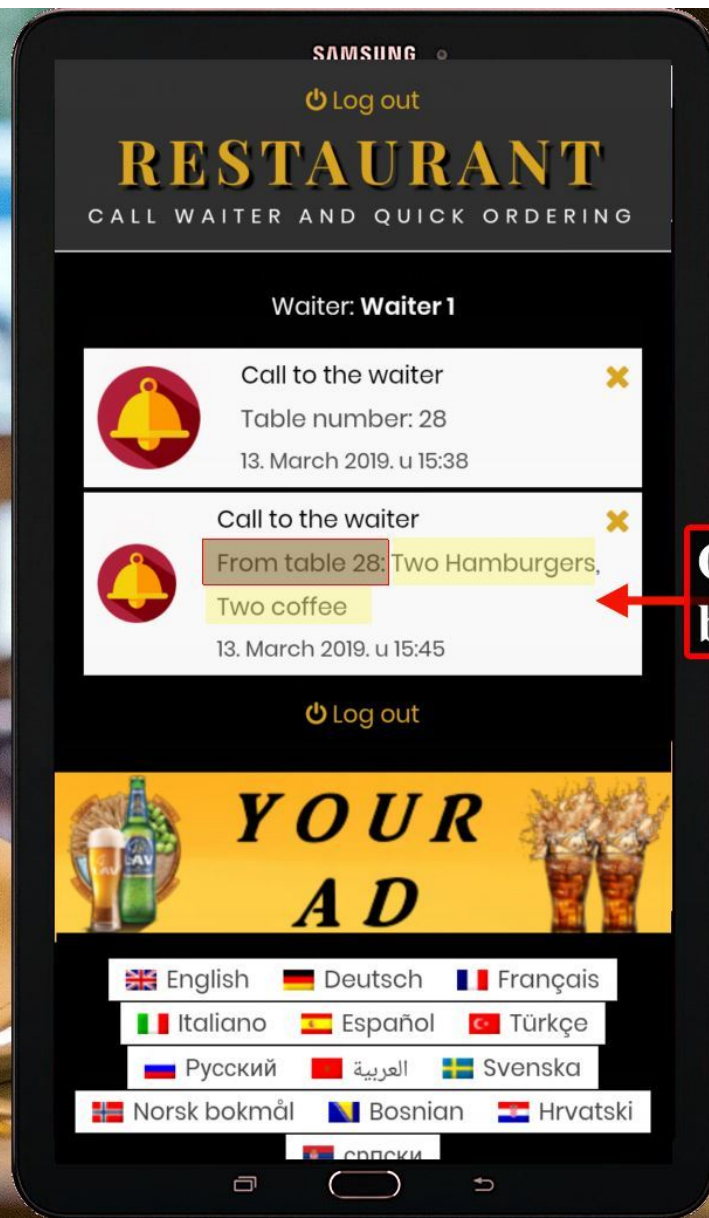 SAMSUNG
Log out
RESTAURANT
CALL WAITER AND QUICK ORDERING
Waiter: Waiter 1
Call to the waiter
Table number: 28
13. March 2019. u 15:38
Call to the waiter
From table 28: Two Hamburgers,
Two coffee
13. March 2019. u 15:45
Log out
YOUR
AD
LAV
English Deutsch Français
Italiano Español Türkçe
Русский العربية Svenska
Norsk bokmål Bosnian Hrvatski
српски